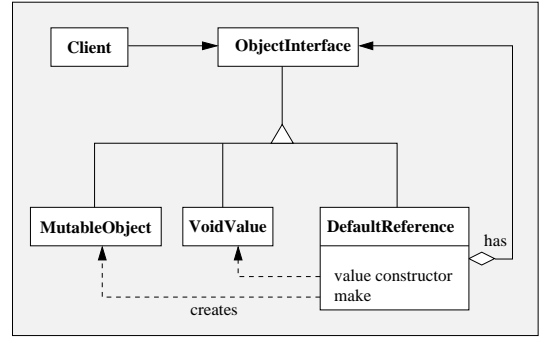 Client
ObjectInterface
MutableObject
VoidValue
DefaultReference
has
value constructor
make
creates